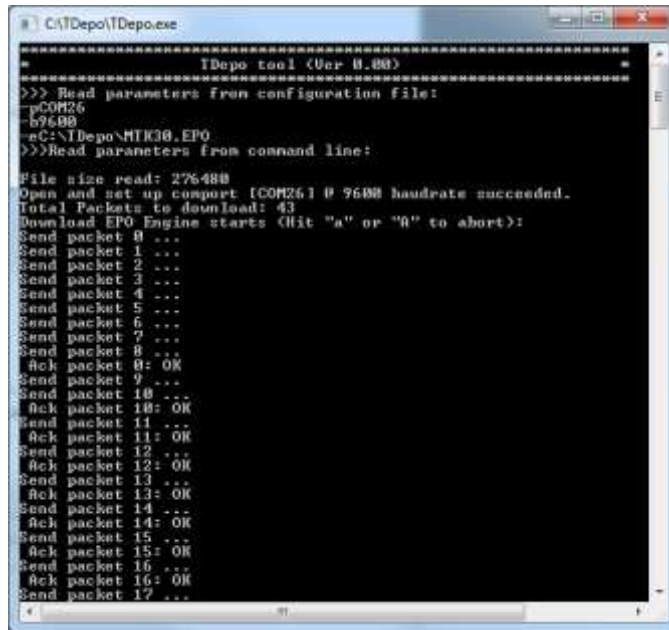 C:\TDepo\TDepo.exe
************************************************************
* TDepo tool (Ver 0.00) *
************************************************************
>>> Read parameters from configuration file:
-pCOM26
-b9600
-eC:\TDepo\MTK30.EPO
>>>Read parameters from command line:
File size read: 276480
Open and set up comport [COM26] @ 9600 baudrate succeeded.
Total Packets to download: 43
Download EPO Engine starts (Hit "a" or "A" to abort):
Send packet 0 ...
Send packet 1 ...
Send packet 2 ...
Send packet 3 ...
Send packet 4 ...
Send packet 5 ...
Send packet 6 ...
Send packet 7 ...
Send packet 8 ...
Ack packet 0: OK
Send packet 9 ...
Send packet 10 ...
Ack packet 10: OK
Send packet 11 ...
Ack packet 11: OK
Send packet 12 ...
Ack packet 12: OK
Send packet 13 ...
Ack packet 13: OK
Send packet 14 ...
Ack packet 14: OK
Send packet 15 ...
Ack packet 15: OK
Send packet 16 ...
Ack packet 16: OK
Send packet 17 ...